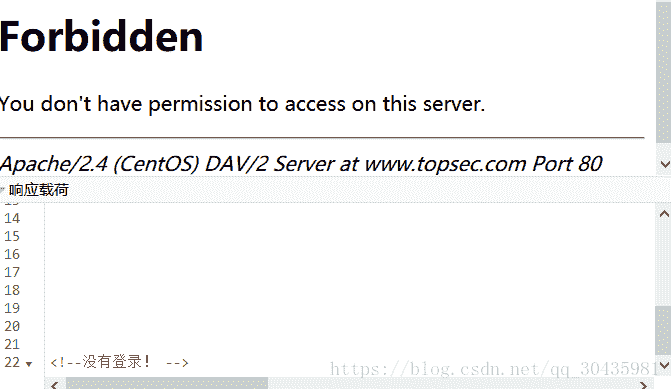 Forbidden
You don't have permission to access on this server.
Apache/2.4 (CentOS) DAV/2 Server at www.topsec.com Port 80
响应载荷
14
15
16
17
18
19
20
21
22 <!--没有登录! -->
https://blog.csdn.net/qq_30435981